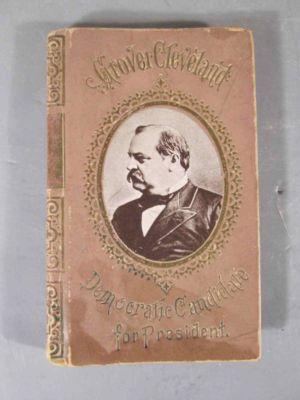 Grover Cleveland
Democratic Candidate
for President.